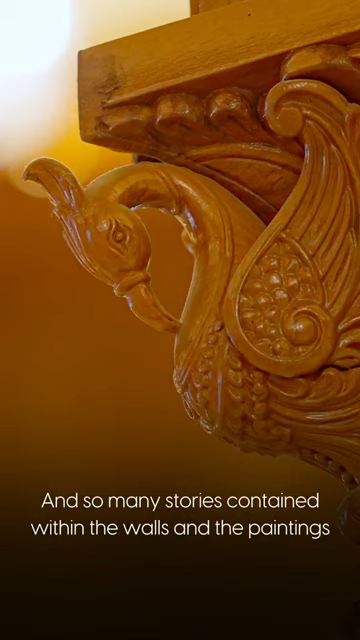 And so many stories contained
within the walls and the paintings